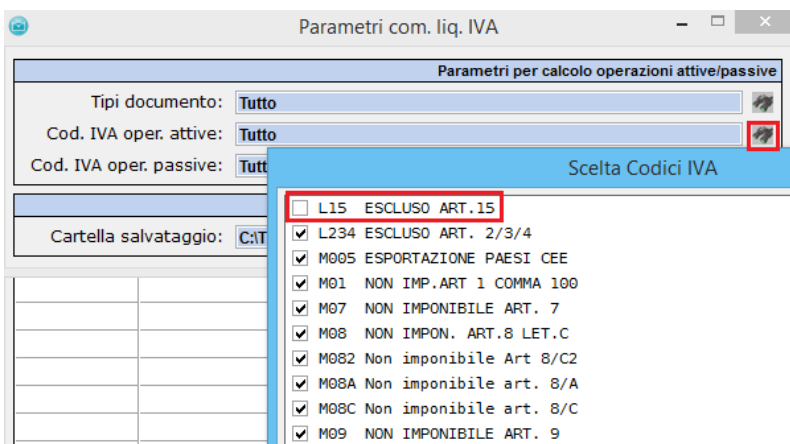 Parametri com. liq. IVA
Parametri per calcolo operazioni attive/passive
Tipi documento: Tutto
Cod. IVA oper. attive: Tutto
Cod. IVA oper. passive: Tutt
Scelta Codici IVA
L15 ESCLUSO ART.15
L234 ESCLUSO ART. 2/3/4
Cartella salvataggio: C:\T
M005 ESPORTAZIONE PAESI CEE
M01 NON IMP.ART 1 COMMA 100
M07 NON IMPONIBILE ART. 7
M08 NON IMPON. ART.8 LET.C
M082 Non imponibile Art 8/C2
M08A Non imponibile art. 8/A
M08C Non imponibile art. 8/C
M09 NON IMPONIBILE ART. 9